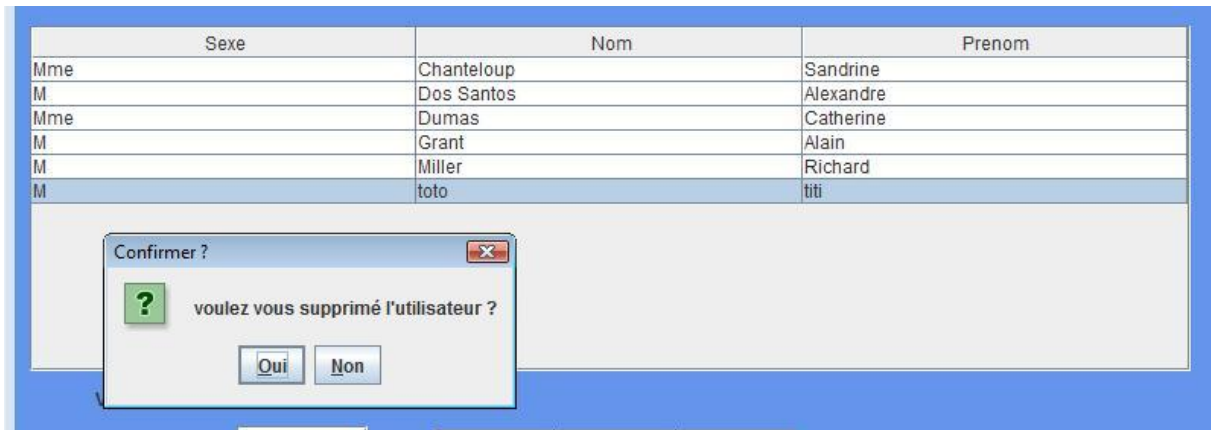 Sexe Nom Prenom
Mme Chanteloup Sandrine
M Dos Santos Alexandre
Mme Dumas Catherine
M Grant Alain
M Miller Richard
M toto titi
Confirmer ?
voulez vous supprimé l'utilisateur ?
Oui Non